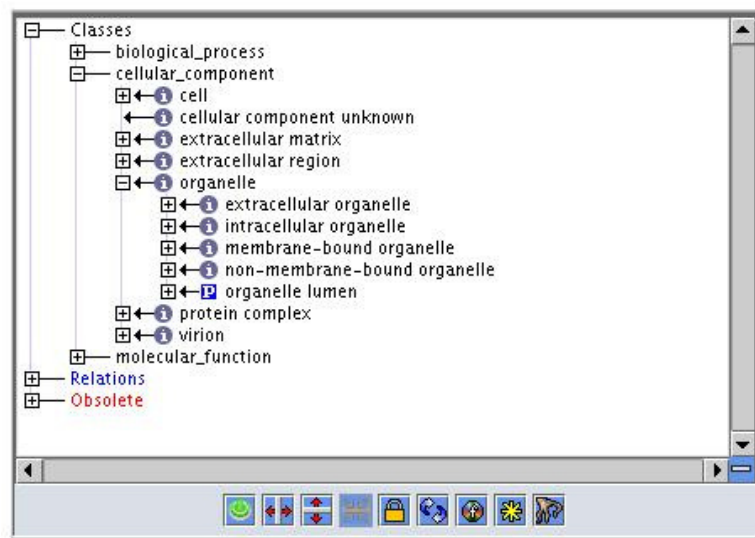 Classes
biological_process
cellular_component
i cell
i cellular component unknown
i extracellular matrix
i extracellular region
i organelle
i extracellular organelle
i intracellular organelle
i membrane-bound organelle
i non-membrane-bound organelle
P organelle lumen
i protein complex
i virion
molecular_function
Relations
Obsolete